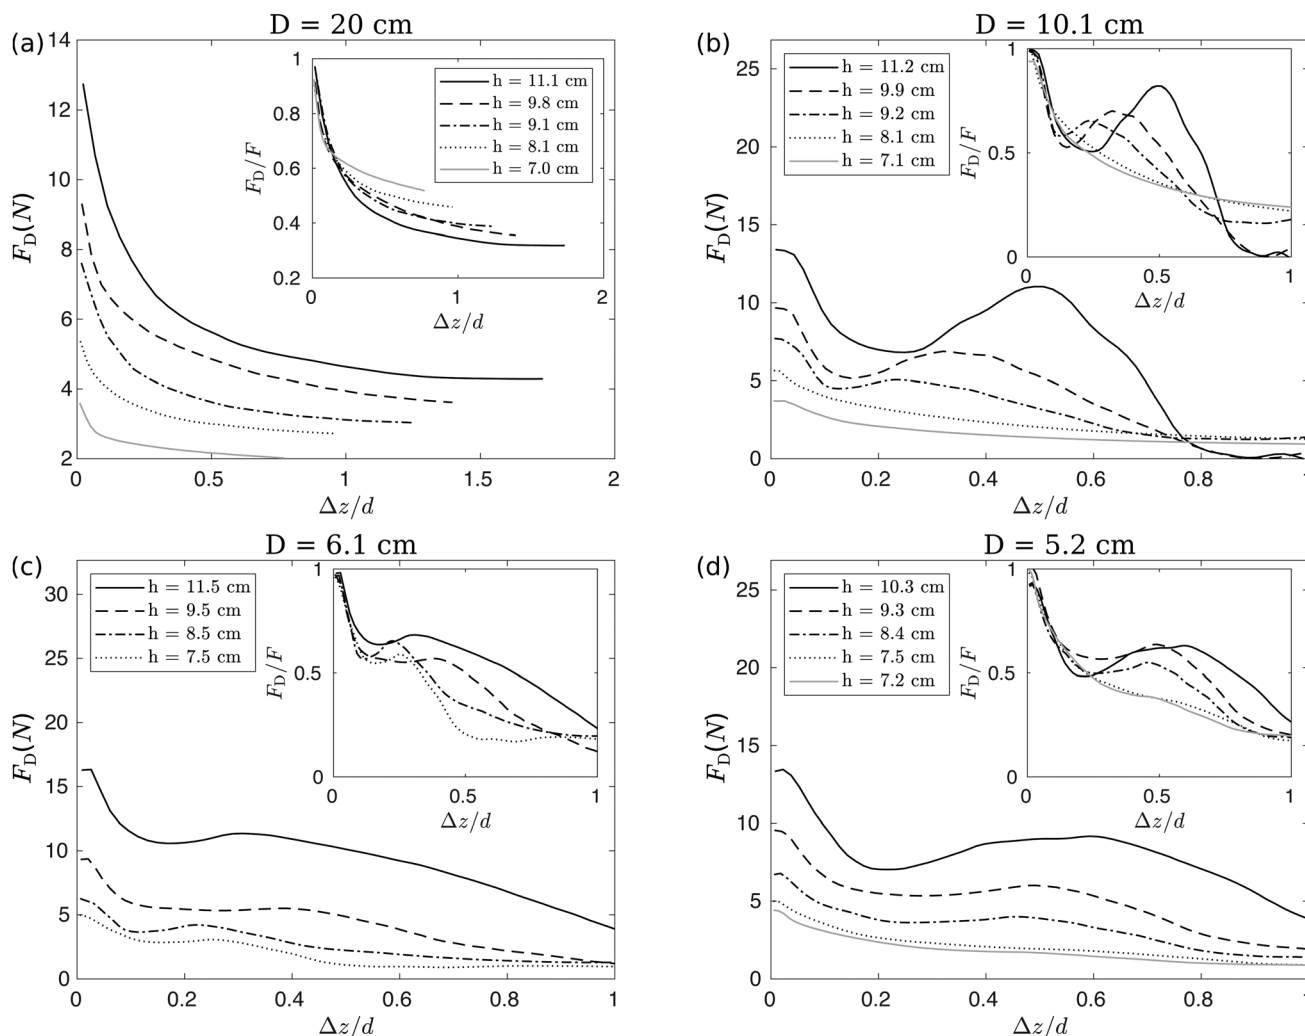 D = 20 cm
(a)
14
12
10
8
6
4
2
F_D(N)
0
0.5
1
1.5
2
Δz/d
1
0.8
0.6
0.4
0.2
F_D/F
0
1
2
Δz/d
h = 11.1 cm
h = 9.8 cm
h = 9.1 cm
h = 8.1 cm
h = 7.0 cm
D = 10.1 cm
(b)
25
20
15
10
5
0
F_D(N)
0
0.2
0.4
0.6
0.8
1
Δz/d
h = 11.2 cm
h = 9.9 cm
h = 9.2 cm
h = 8.1 cm
h = 7.1 cm
1
0.5
0
F_D/F
0
0.5
1
Δz/d
D = 6.1 cm
(c)
30
25
20
15
10
5
0
F_D(N)
0
0.2
0.4
0.6
0.8
1
Δz/d
h = 11.5 cm
h = 9.5 cm
h = 8.5 cm
h = 7.5 cm
1
0.5
0
F_D/F
0
0.5
1
Δz/d
D = 5.2 cm
(d)
25
20
15
10
5
0
F_D(N)
0
0.2
0.4
0.6
0.8
1
Δz/d
h = 10.3 cm
h = 9.3 cm
h = 8.4 cm
h = 7.5 cm
h = 7.2 cm
1
0.5
0
F_D/F
0
0.5
1
Δz/d